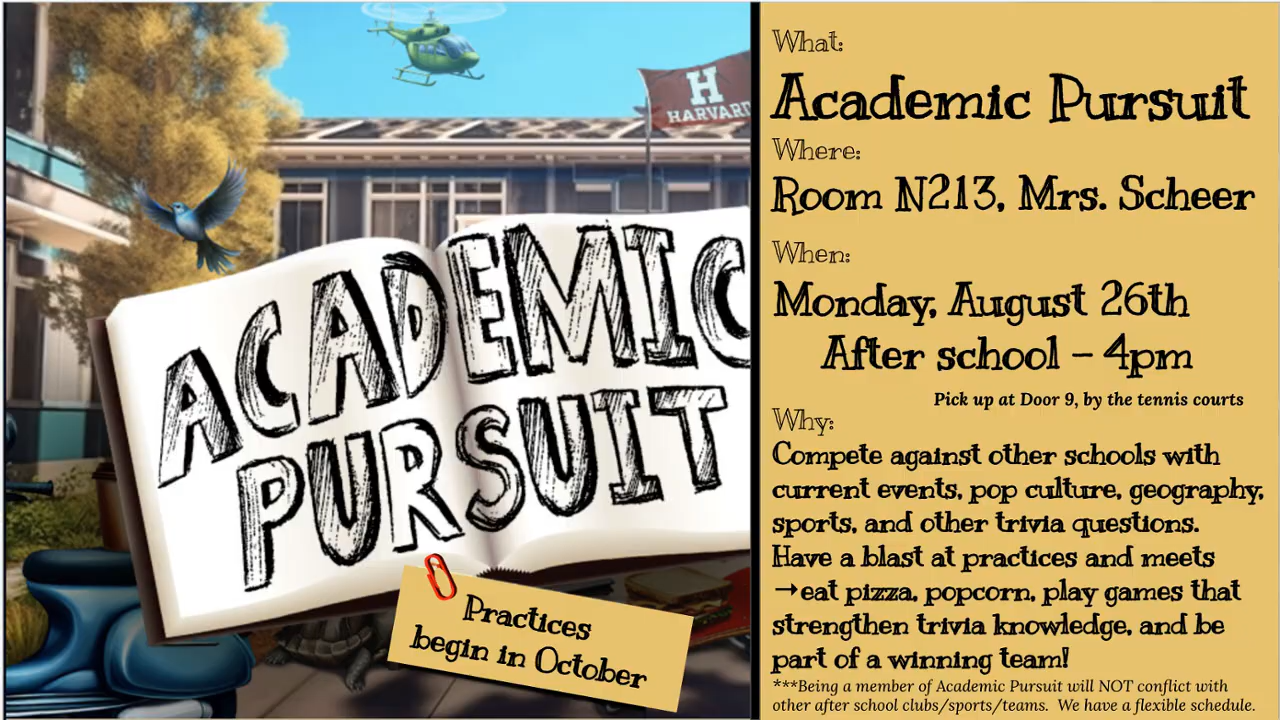 H
HARVARD
ACADEMIC
PURSUIT
Practices
begin in October
What:
Academic Pursuit
Where:
Room N213, Mrs. Scheer
When:
Monday, August 26th
After school – 4pm
Pick up at Door 9, by the tennis courts
Why:
Compete against other schools with
current events, pop culture, geography,
sports, and other trivia questions.
Have a blast at practices and meets
→eat pizza, popcorn, play games that
strengthen trivia knowledge, and be
part of a winning team!
***Being a member of Academic Pursuit will NOT conflict with
other after school clubs/sports/teams. We have a flexible schedule.